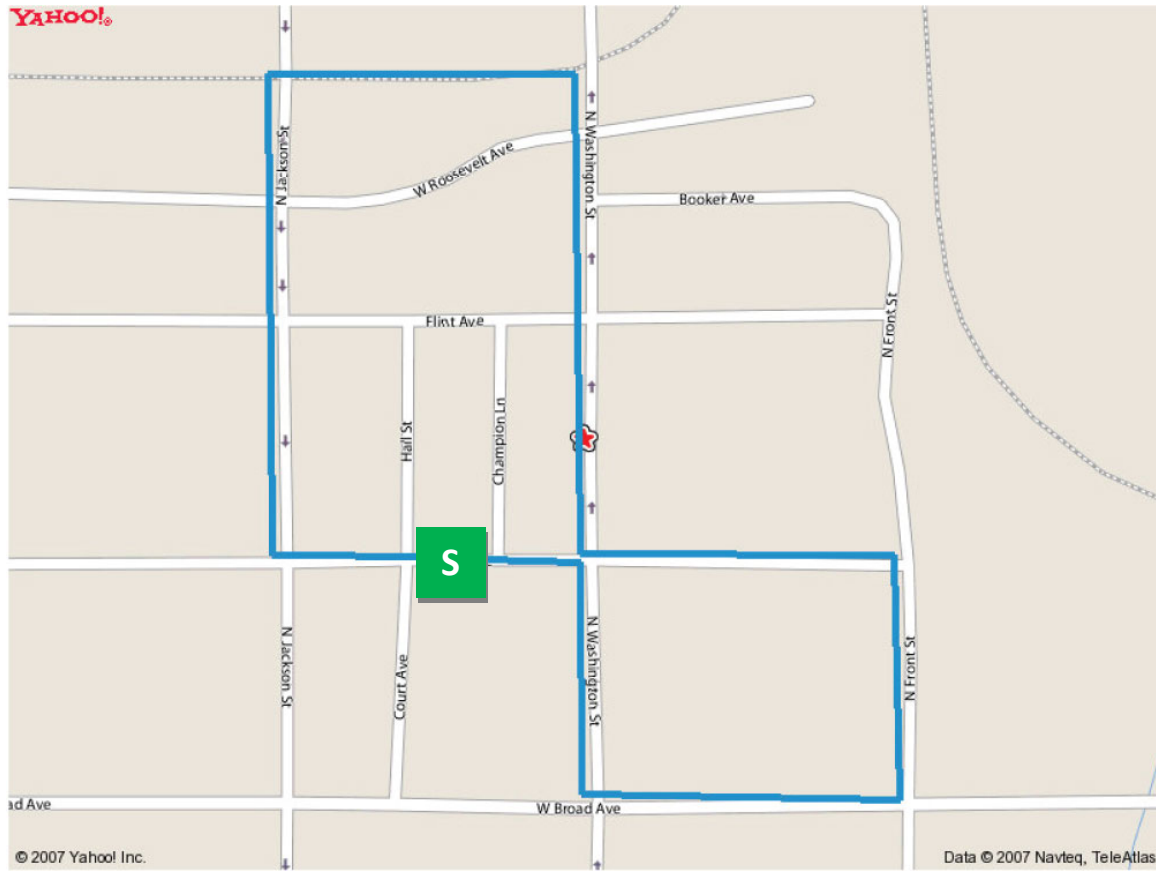 YAHOO!®
N Jackson St
N Washington St
W Roosevelt Ave
Booker Ave
Flint Ave
N Front St
Hail St
Champion Ln
S
N Jackson St
Court Ave
N Washington St
N Front St
ad Ave
W Broad Ave
© 2007 Yahoo! Inc.
Data © 2007 Navteq, TeleAtlas